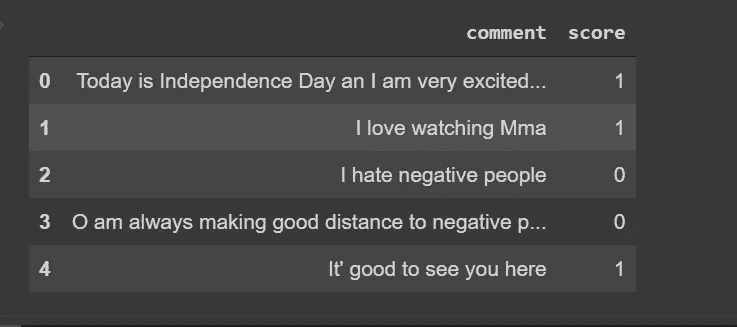 comment score
0 Today is Independence Day an I am very excited... 1
1 I love watching Mma 1
2 I hate negative people 0
3 O am always making good distance to negative p... 0
4 It' good to see you here 1